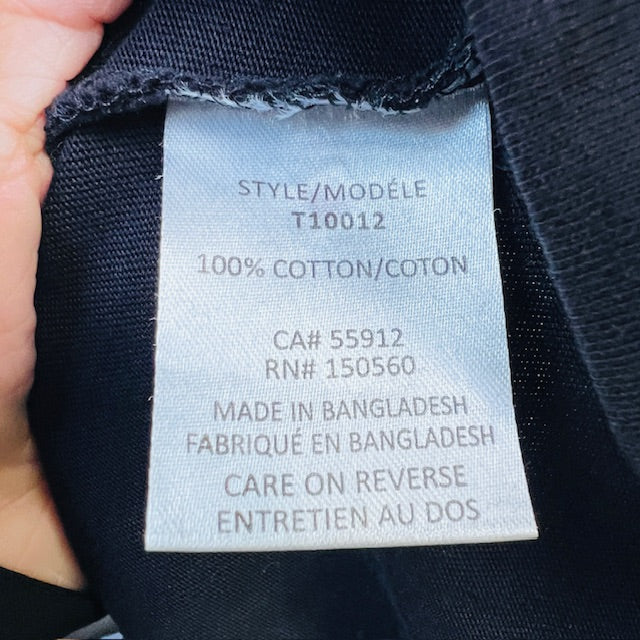 STYLE/MODÉLE
T10012
100% COTTON/COTON
CA# 55912
RN# 150560
MADE IN BANGLADESH
FABRIQUÉ EN BANGLADESH
CARE ON REVERSE
ENTRETIEN AU DOS